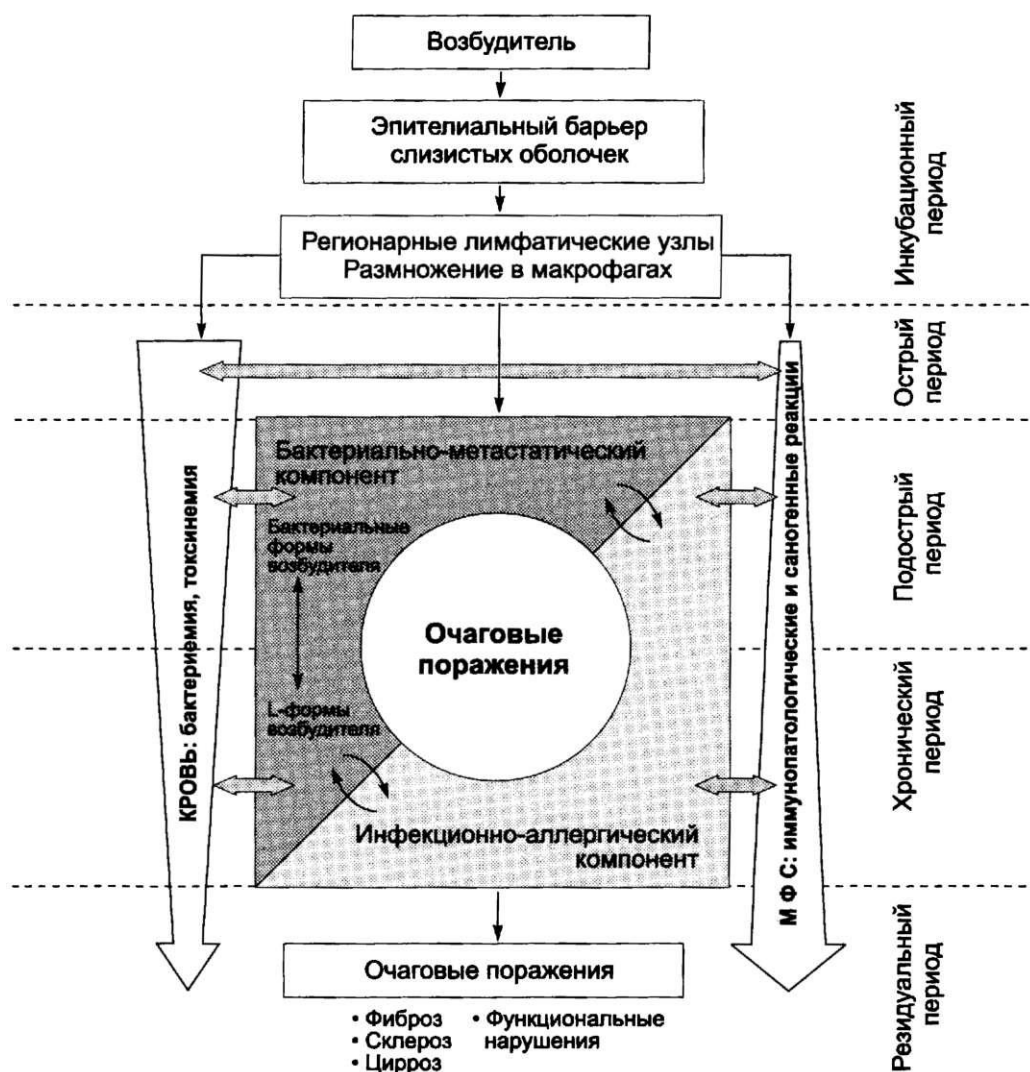 Возбудитель
Эпителиальный барьер
слизистых оболочек
Регионарные лимфатические узлы
Размножение в макрофагах
Инкубационный
период
Острый
период
Бактериально-метастатический
компонент
Бактериальные
формы
возбудителя
L-формы
возбудителя
Очаговые
поражения
Инфекционно-аллергический
компонент
КРОВЬ: бактериемия, токсинемия
М Ф С: иммунопатологические и саногенные реакции
Подострый
период
Хронический
период
Очаговые поражения
• Фиброз
• Склероз
• Цирроз
• Функциональные
нарушения
Резидуальный
период